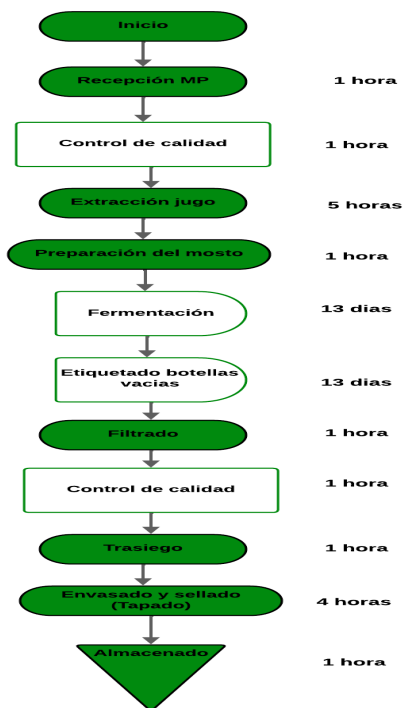 Inicio
Recepción MP 1 hora
Control de calidad 1 hora
Extracción jugo 5 horas
Preparación del mosto 1 hora
Fermentación 13 dias
Etiquetado botellas
vacias 13 dias
Filtrado 1 hora
Control de calidad 1 hora
Trasiego 1 hora
Envasado y sellado
(Tapado) 4 horas
Almacenado 1 hora